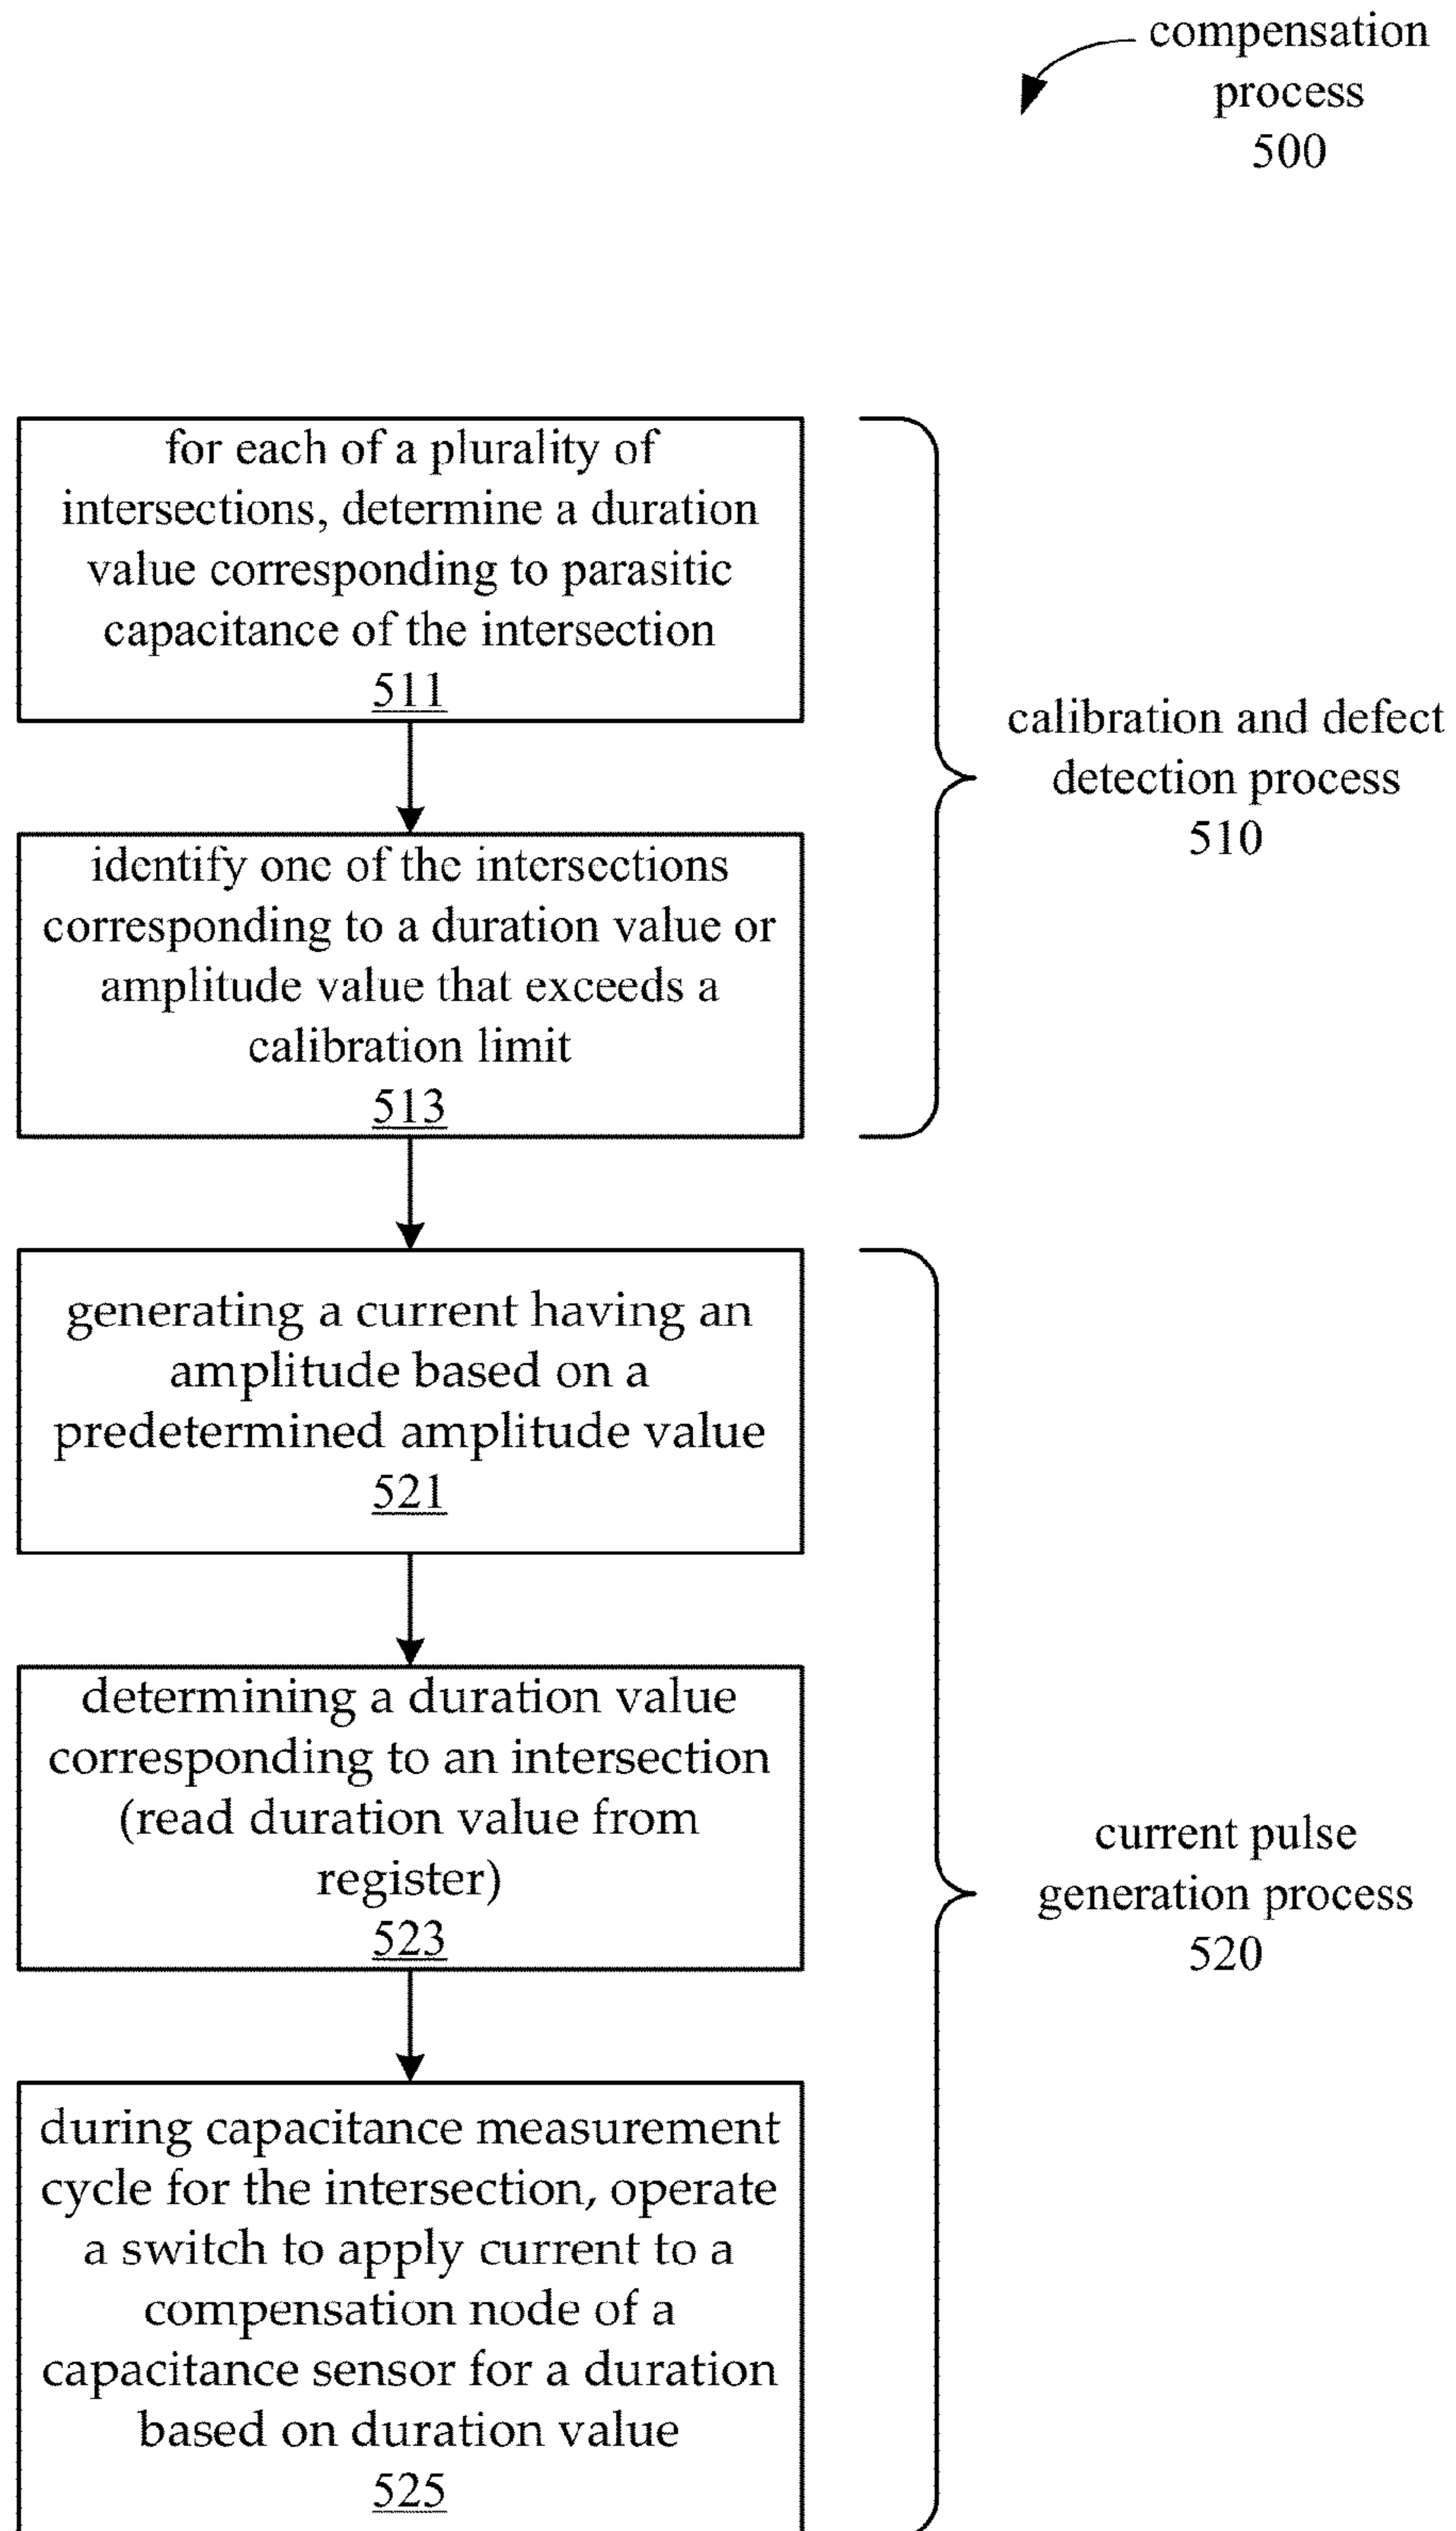 compensation
process
500
for each of a plurality of
intersections, determine a duration
value corresponding to parasitic
capacitance of the intersection
511
calibration and defect
detection process
510
identify one of the intersections
corresponding to a duration value or
amplitude value that exceeds a
calibration limit
513
generating a current having an
amplitude based on a
predetermined amplitude value
521
determining a duration value
corresponding to an intersection
(read duration value from
register)
523
current pulse
generation process
520
during capacitance measurement
cycle for the intersection, operate
a switch to apply current to a
compensation node of a
capacitance sensor for a duration
based on duration value
525